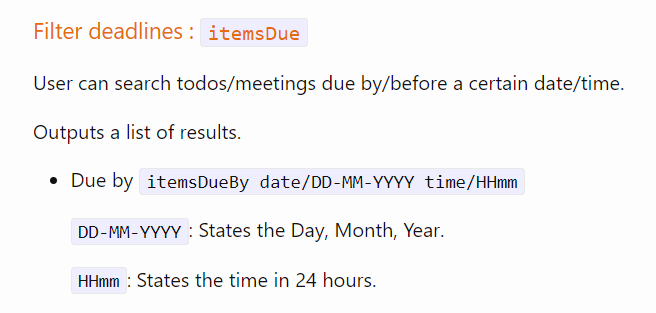 Filter deadlines : itemsDue
User can search todos/meetings due by/before a certain date/time.
Outputs a list of results.
• Due by itemsDueBy date/DD-MM-YYYY time/HHmm
DD-MM-YYYY: States the Day, Month, Year.
HHmm: States the time in 24 hours.